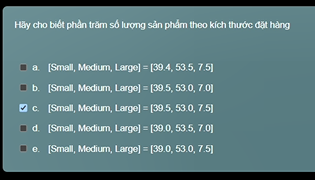 Hãy cho biết phần trăm số lượng sản phẩm theo kích thước đặt hàng
a. [Small, Medium, Large] = [39.4, 53.5, 7.5]
b. [Small, Medium, Large] = [39.5, 53.0, 7.0]
c. [Small, Medium, Large] = [39.5, 53.0, 7.5]
d. [Small, Medium, Large] = [39.0, 53.5, 7.0]
e. [Small, Medium, Large] = [39.0, 53.0, 7.5]